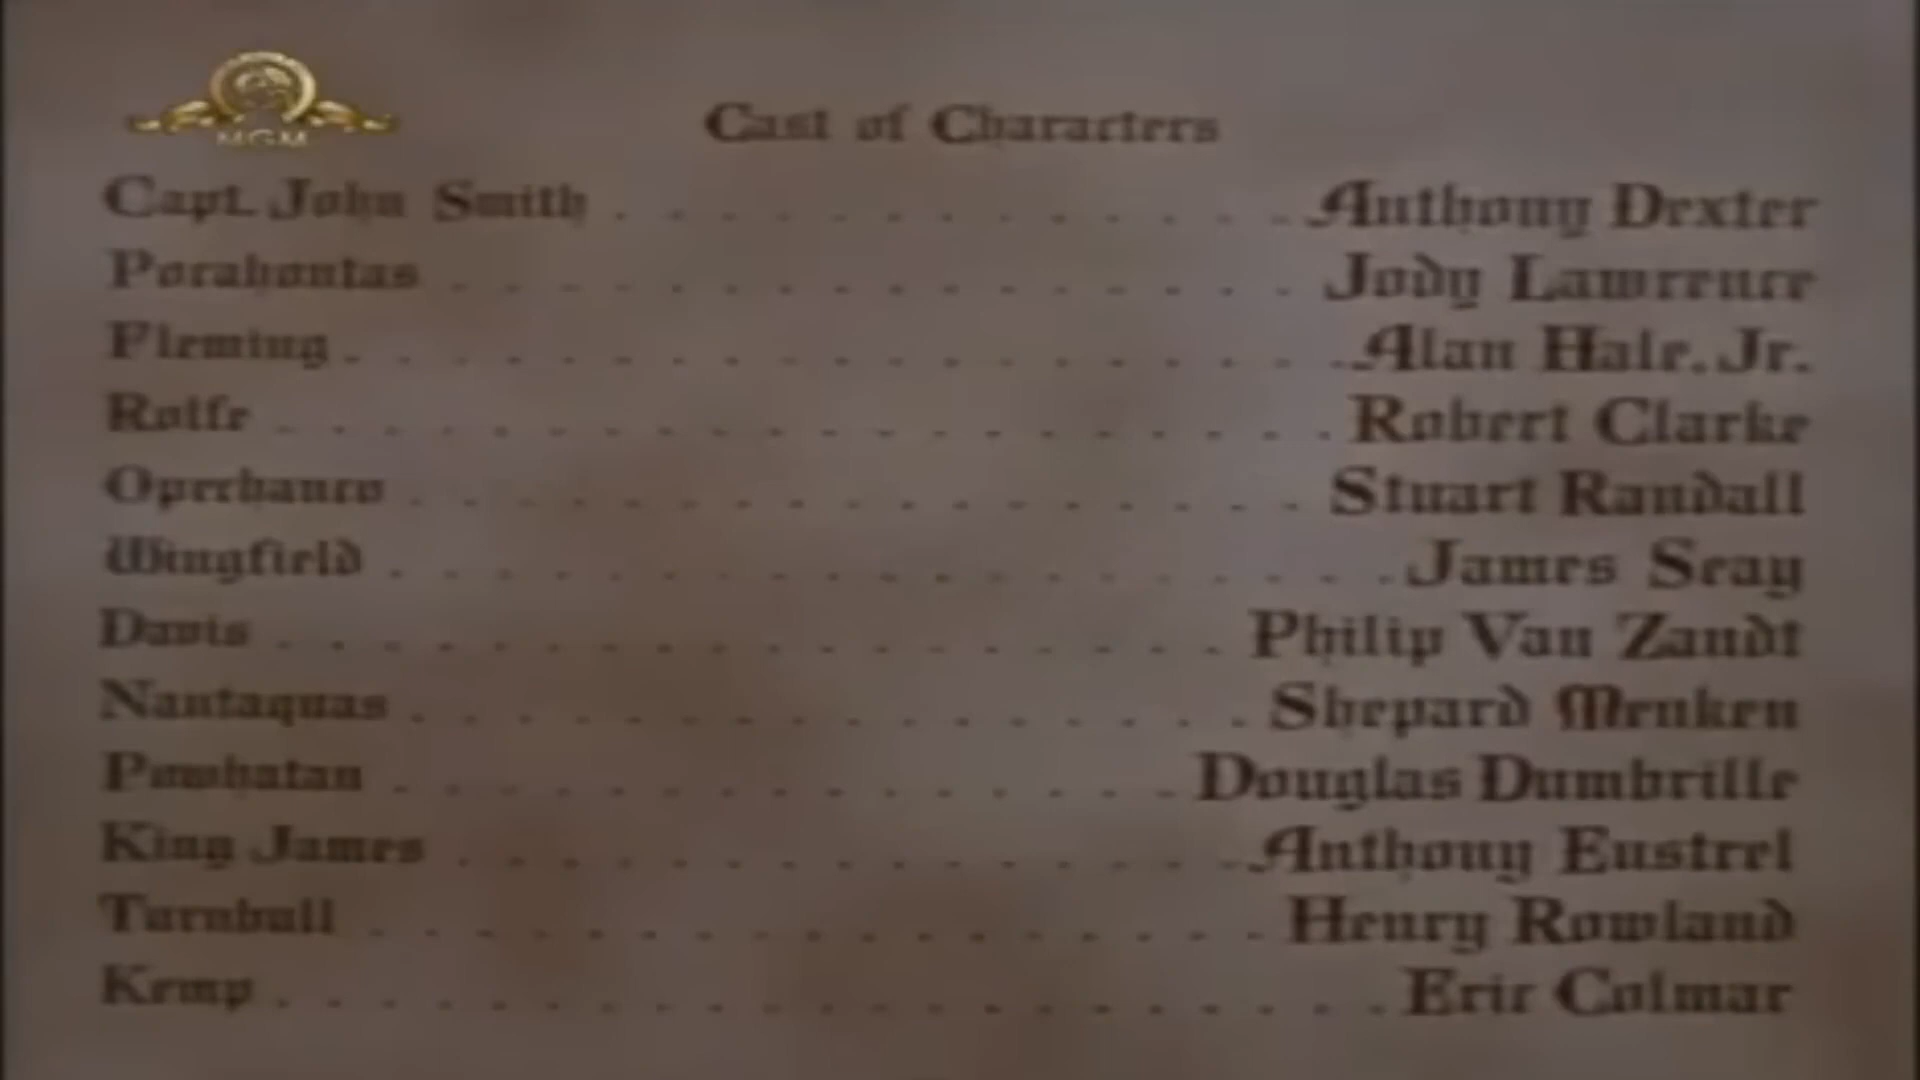 MGM
Cast of Characters
Capt. John Smith . . . . . . . . . . . . . Anthony Dexter
Pocahontas . . . . . . . . . . . . . . . . Jody Lawrence
Fleming . . . . . . . . . . . . . . . . . . . Alan Hale, Jr.
Rolfe . . . . . . . . . . . . . . . . . . . . Robert Clarke
Opechanco . . . . . . . . . . . . . . . . . Stuart Randall
Wingfield . . . . . . . . . . . . . . . . . . . James Seay
Davis . . . . . . . . . . . . . . . . . . Philip Van Zandt
Nantaquas . . . . . . . . . . . . . . . . Shepard Menken
Powhatan . . . . . . . . . . . . . . . Douglas Dumbrille
King James . . . . . . . . . . . . . . . Anthony Eustrel
Turnbull . . . . . . . . . . . . . . . . . Henry Rowland
Kemp . . . . . . . . . . . . . . . . . . . . . Eric Colmar